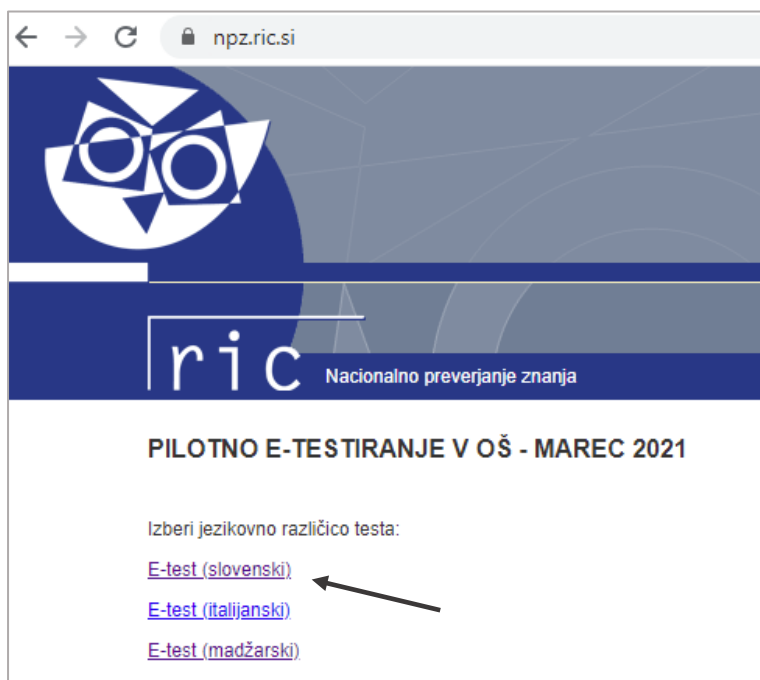 npz.ric.si
ric
Nacionalno preverjanje znanja
PILOTNO E-TESTIRANJE V OŠ - MAREC 2021
Izberi jezikovno različico testa:
E-test (slovenski)
E-test (italijanski)
E-test (madžarski)